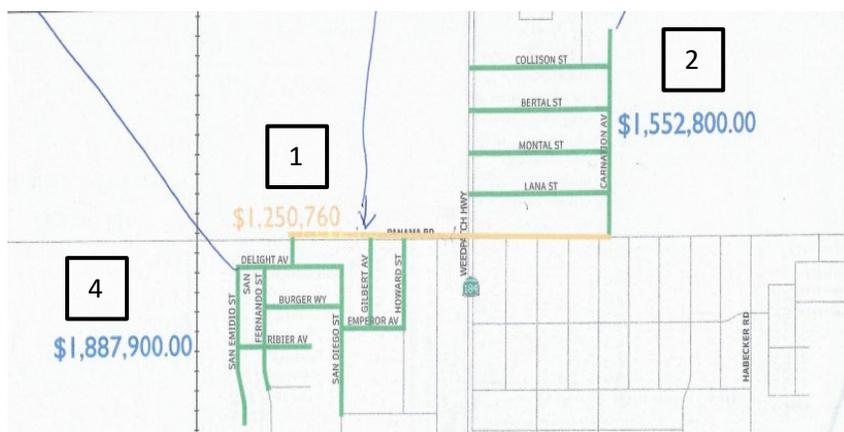 COLLISON ST
2
BERTAL ST
$1,552,800.00
MONTAL ST
CARNATION AV
1
LANA ST
$1.250,760
PANAMA RD
WEEDPATCH HWY
DELIGHT AV
184
4
SAN EMIDIO ST
SAN FERNANDO ST
BURGER WY
GILBERT AV
HOWARD ST
EMPEROR AV
SAN DIEGO ST
RIBIER AV
$1,887,900.00
HABECKER RD